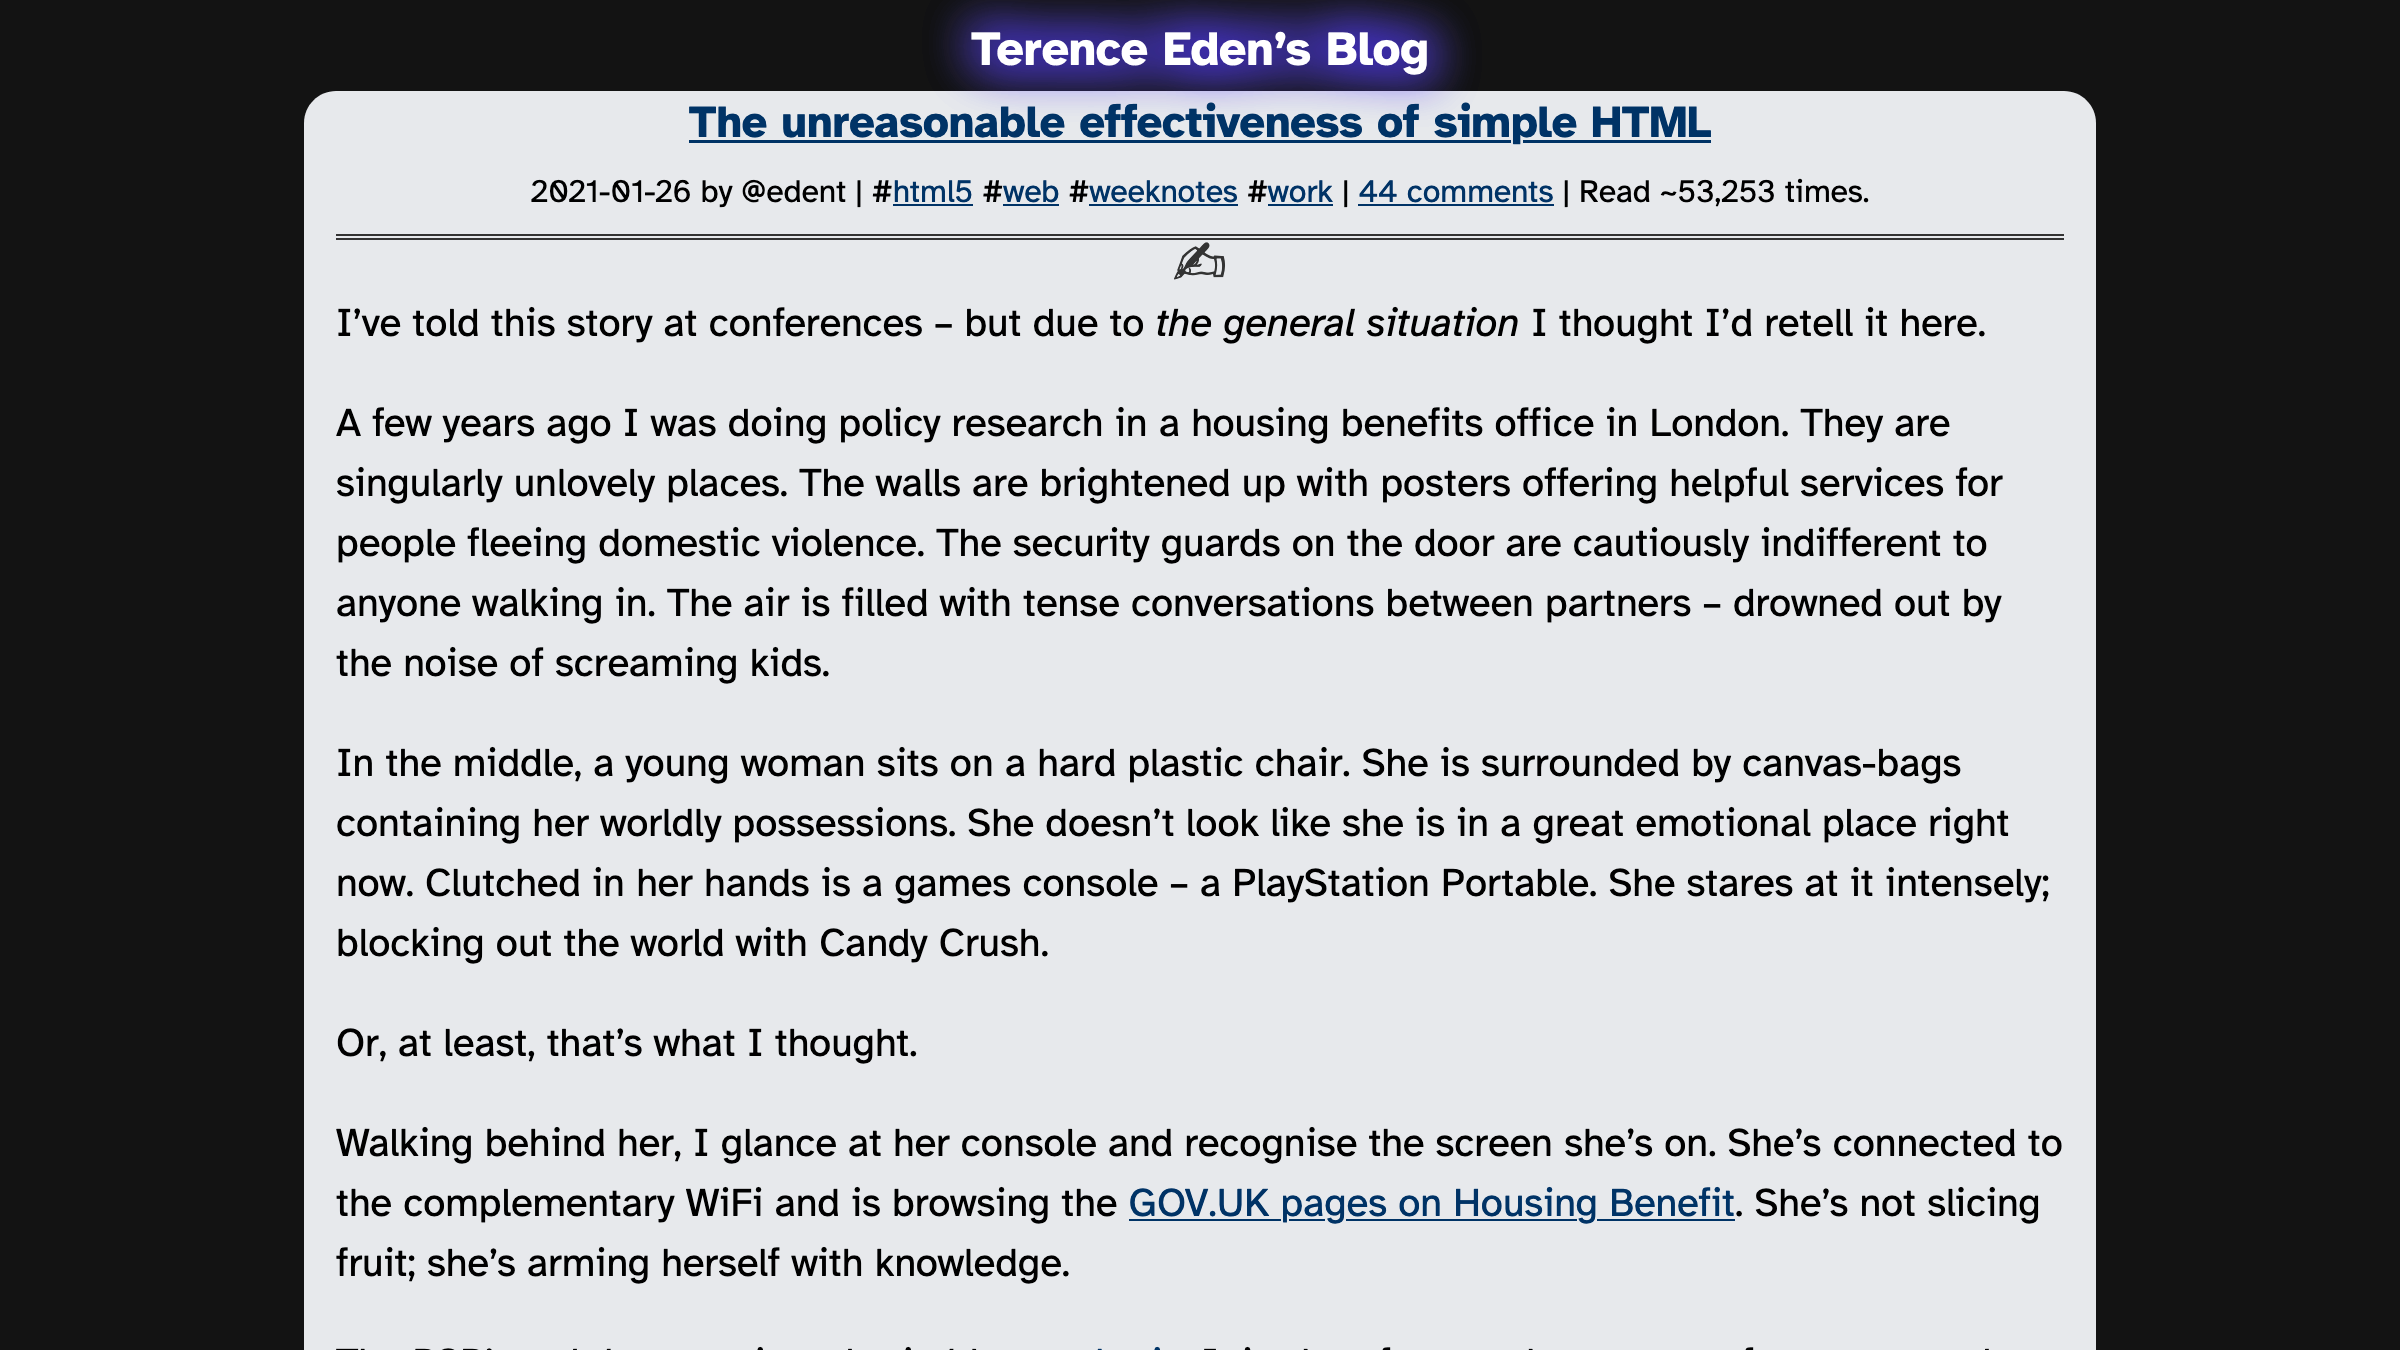 Terence Eden’s Blog
The unreasonable effectiveness of simple HTML
2021-01-26 by @edent | #html5 #web #weeknotes #work | 44 comments | Read ~53,253 times.
I’ve told this story at conferences – but due to the general situation I thought I’d retell it here.
A few years ago I was doing policy research in a housing benefits office in London. They are
singularly unlovely places. The walls are brightened up with posters offering helpful services for
people fleeing domestic violence. The security guards on the door are cautiously indifferent to
anyone walking in. The air is filled with tense conversations between partners – drowned out by
the noise of screaming kids.
In the middle, a young woman sits on a hard plastic chair. She is surrounded by canvas-bags
containing her worldly possessions. She doesn’t look like she is in a great emotional place right
now. Clutched in her hands is a games console – a PlayStation Portable. She stares at it intensely;
blocking out the world with Candy Crush.
Or, at least, that’s what I thought.
Walking behind her, I glance at her console and recognise the screen she’s on. She’s connected to
the complementary WiFi and is browsing the GOV.UK pages on Housing Benefit. She’s not slicing
fruit; she’s arming herself with knowledge.